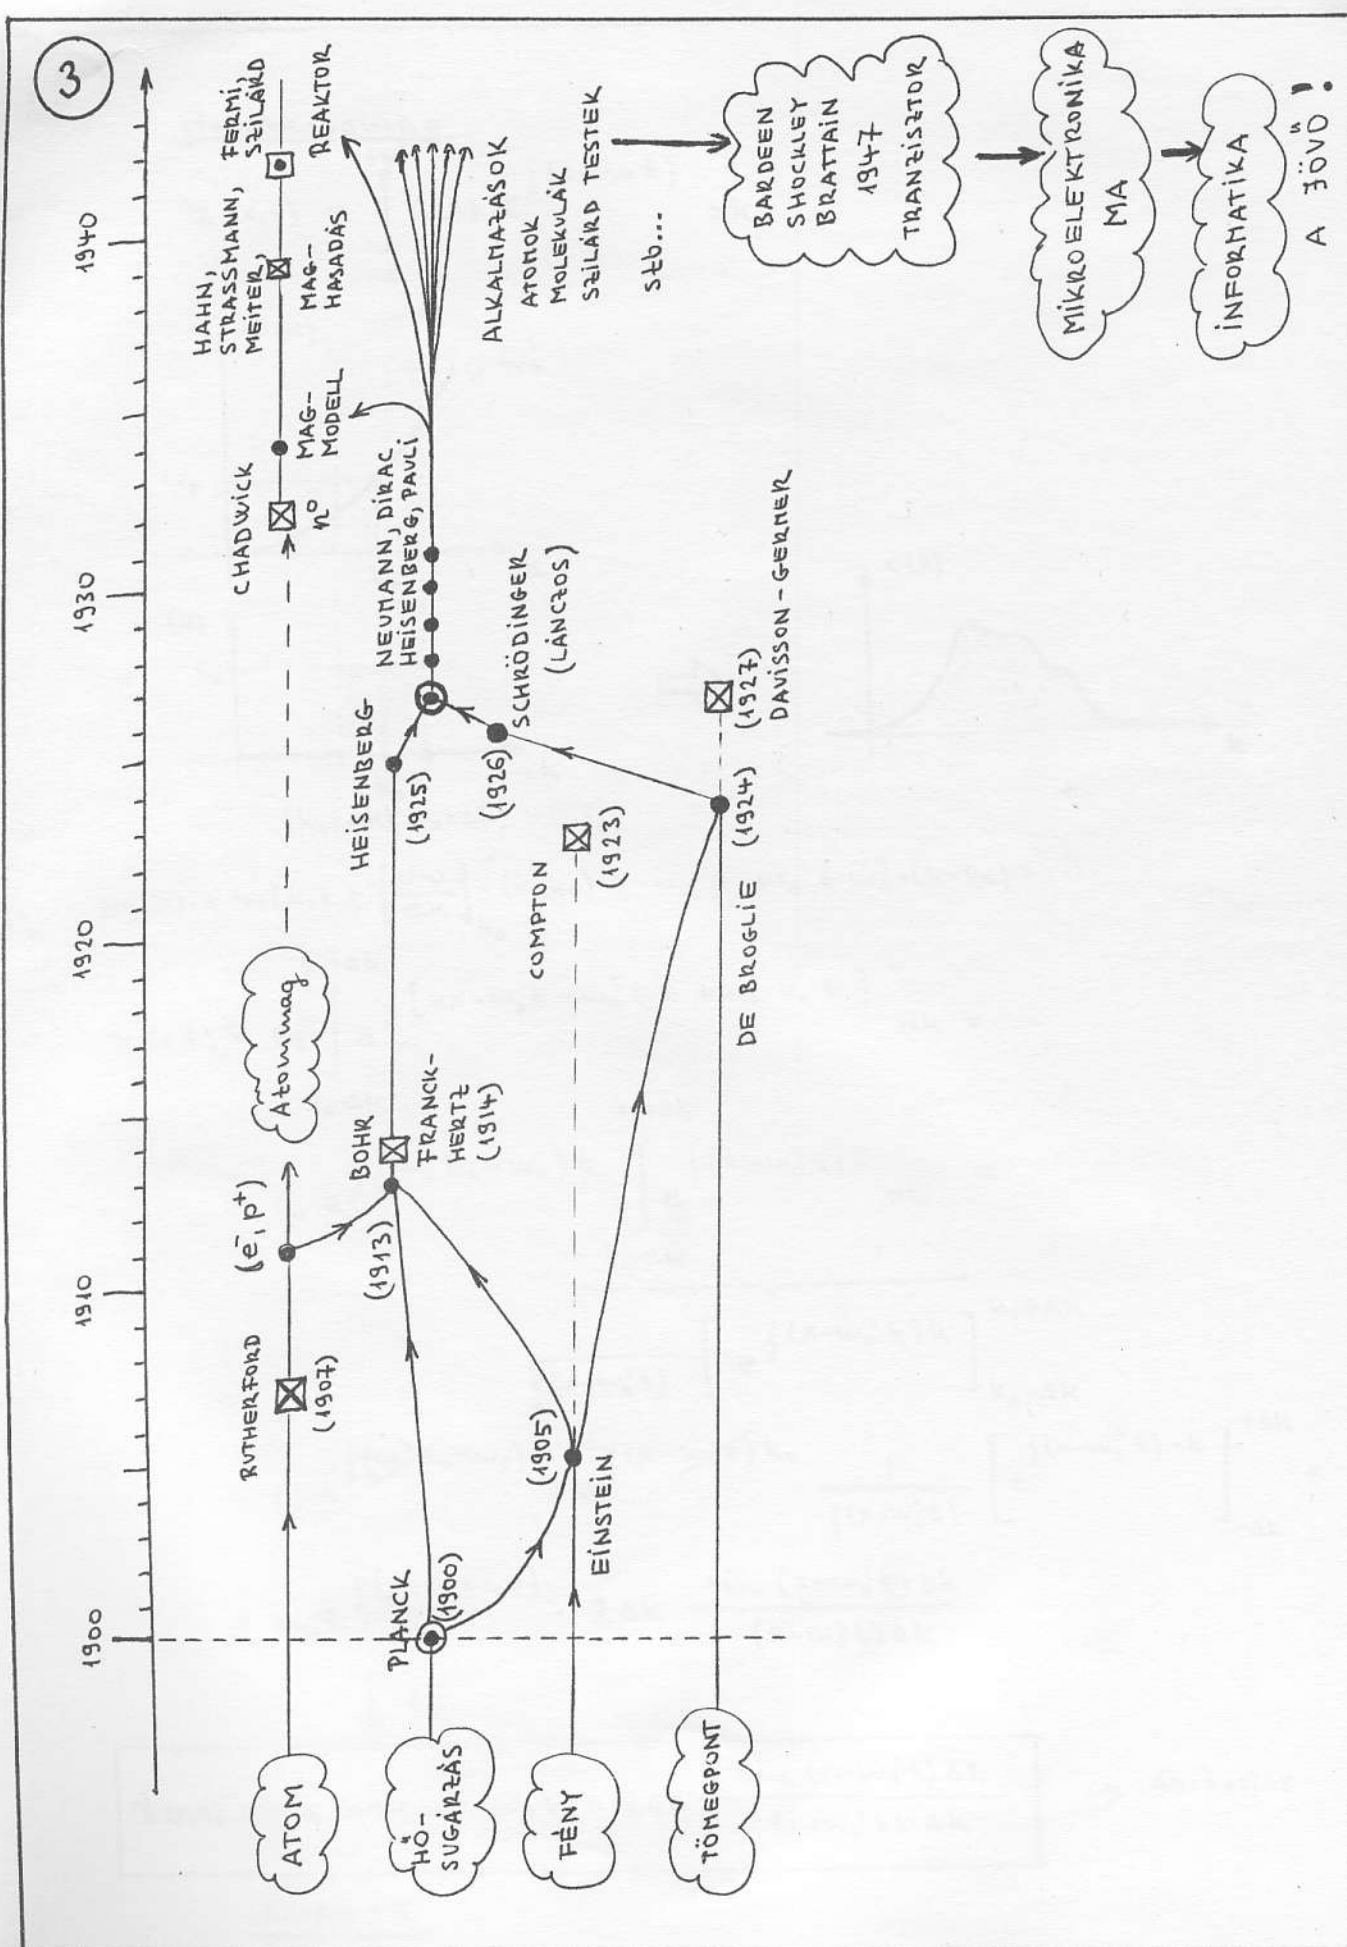 3
1900
1910
1920
1930
1940
ATOM
RUTHERFORD
(1907)
(e⁻, p⁺)
Atommag
CHADWICK
n⁰
MAG-
MODELL
HAHN,
STRASSMANN,
MEITER,
MAG-
HASADÁS
FERMI,
SZILÁRD
REAKTOR
HŐ-
SUGÁRZÁS
PLANCK
(1900)
BOHR
(1913)
FRANCK-
HERTZ
(1914)
HEISENBERG
(1925)
NEUMANN, DIRAC
HEISENBERG, PAULI
SCHRÖDINGER
(LÁNCZOS)
(1926)
ALKALMAZÁSOK
ATOMOK
MOLEKULÁK
SZILÁRD TESTEK
stb...
FÉNY
EINSTEIN
(1905)
COMPTON
(1923)
TÖMEGPONT
DE BROGLIE (1924)
(1927)
DAVISSON-GERMER
BARDEEN
SHOCKLEY
BRATTAIN
1947
TRANZISZTOR
MIKROELEKTRONIKA
MA
INFORMATIKA
A JÖVŐ!